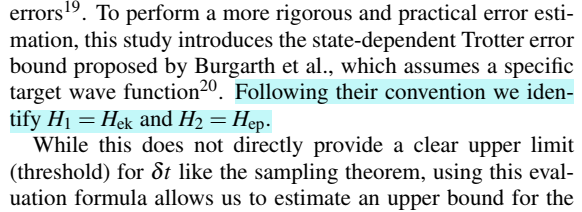 errors¹⁹. To perform a more rigorous and practical error esti-
mation, this study introduces the state-dependent Trotter error
bound proposed by Burgarth et al., which assumes a specific
target wave function²⁰. Following their convention we iden-
tify H₁ = Hₑₖ and H₂ = Hₑₚ.
While this does not directly provide a clear upper limit
(threshold) for δt like the sampling theorem, using this eval-
uation formula allows us to estimate an upper bound for the